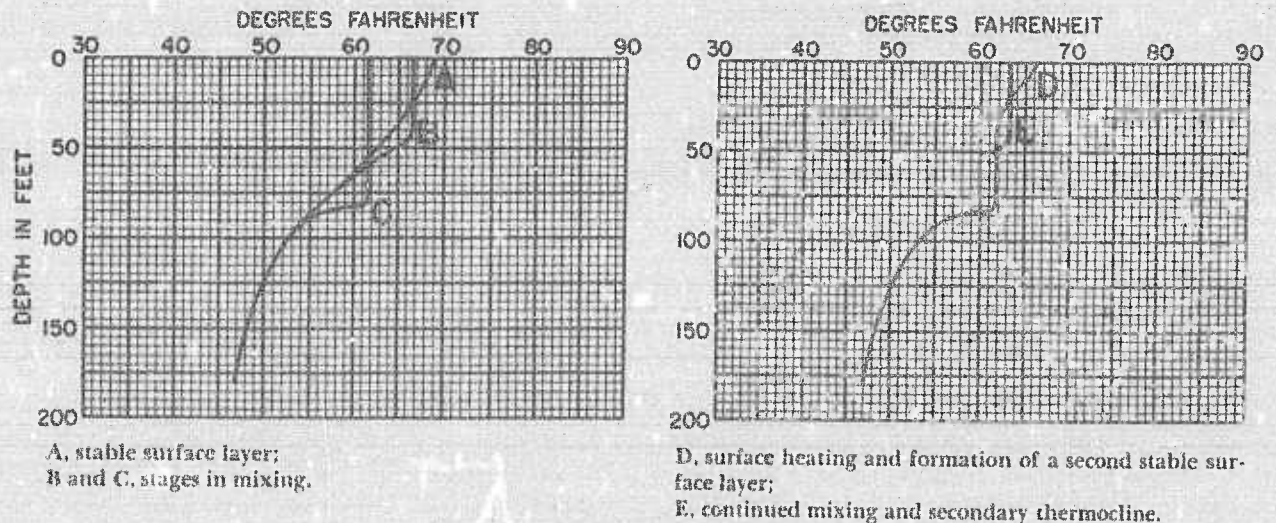 DEGREES FAHRENHEIT
30 40 50 60 70 80 90
0
50
100
150
200
DEPTH IN FEET
A
B
C
A, stable surface layer;
B and C, stages in mixing.
DEGREES FAHRENHEIT
30 40 50 60 70 80 90
0
50
100
150
200
D
D, surface heating and formation of a second stable sur-
face layer;
E, continued mixing and secondary thermocline.